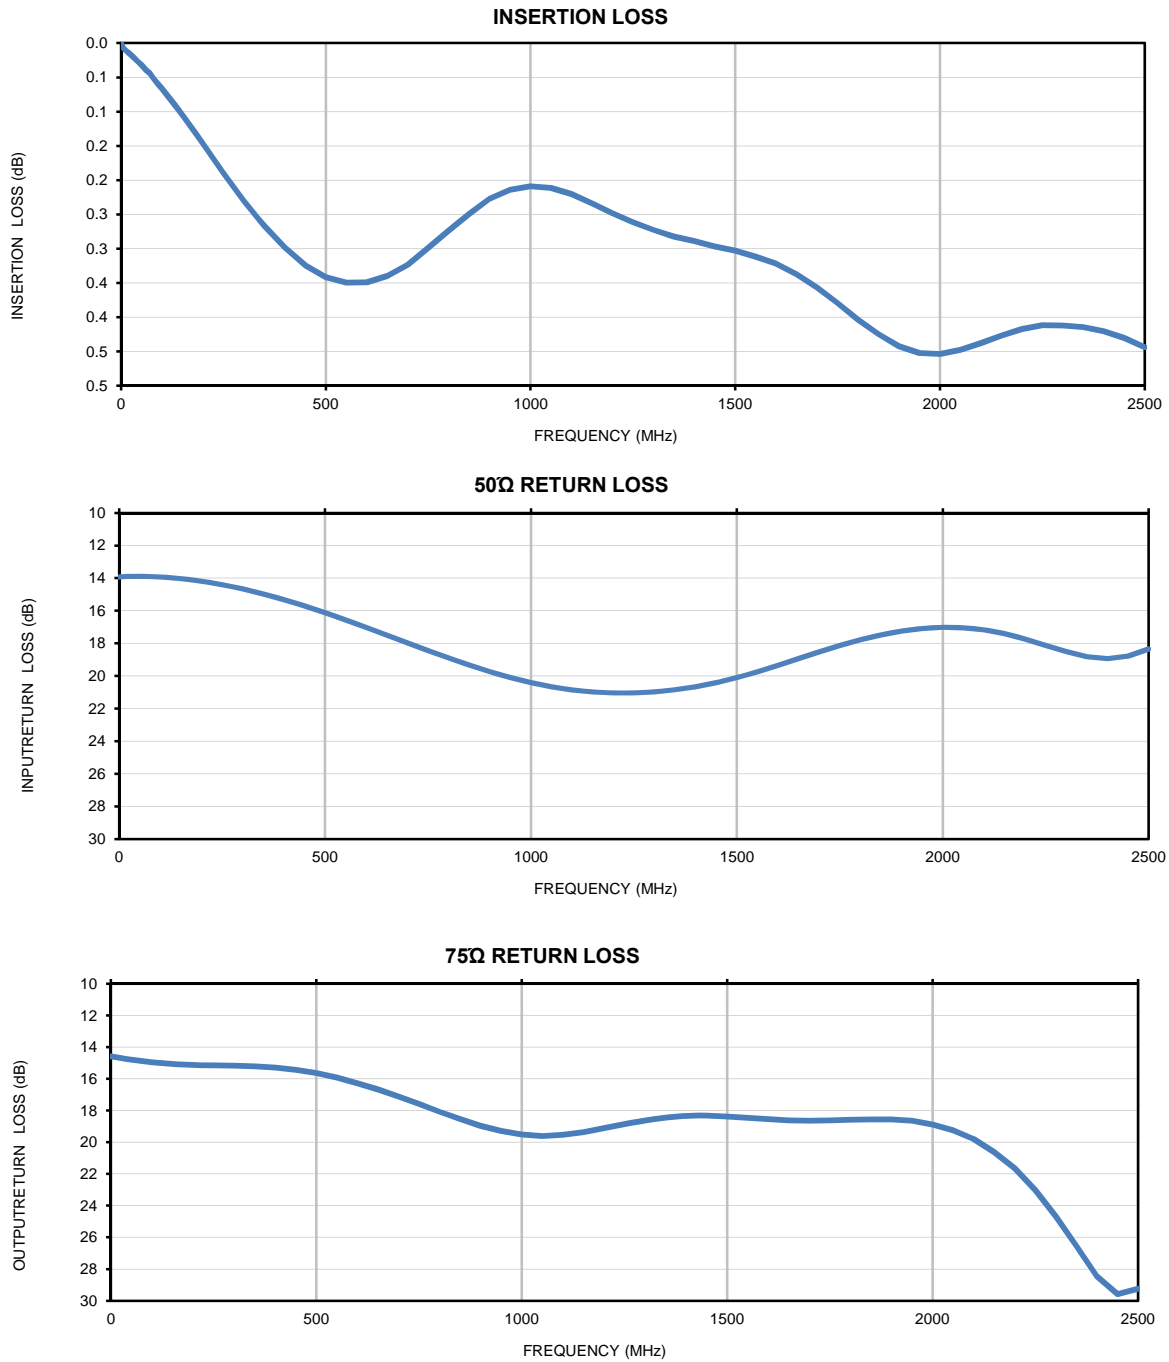 INSERTION LOSS
0.0
0.1
0.1
0.2
0.2
0.3
0.3
0.4
0.4
0.5
0.5
INSERTION LOSS (dB)
0 500 1000 1500 2000 2500
FREQUENCY (MHz)
50Ω RETURN LOSS
10
12
14
16
18
20
22
24
26
28
30
INPUTRETURN LOSS (dB)
0 500 1000 1500 2000 2500
FREQUENCY (MHz)
75Ω RETURN LOSS
10
12
14
16
18
20
22
24
26
28
30
OUTPUTRETURN LOSS (dB)
0 500 1000 1500 2000 2500
FREQUENCY (MHz)